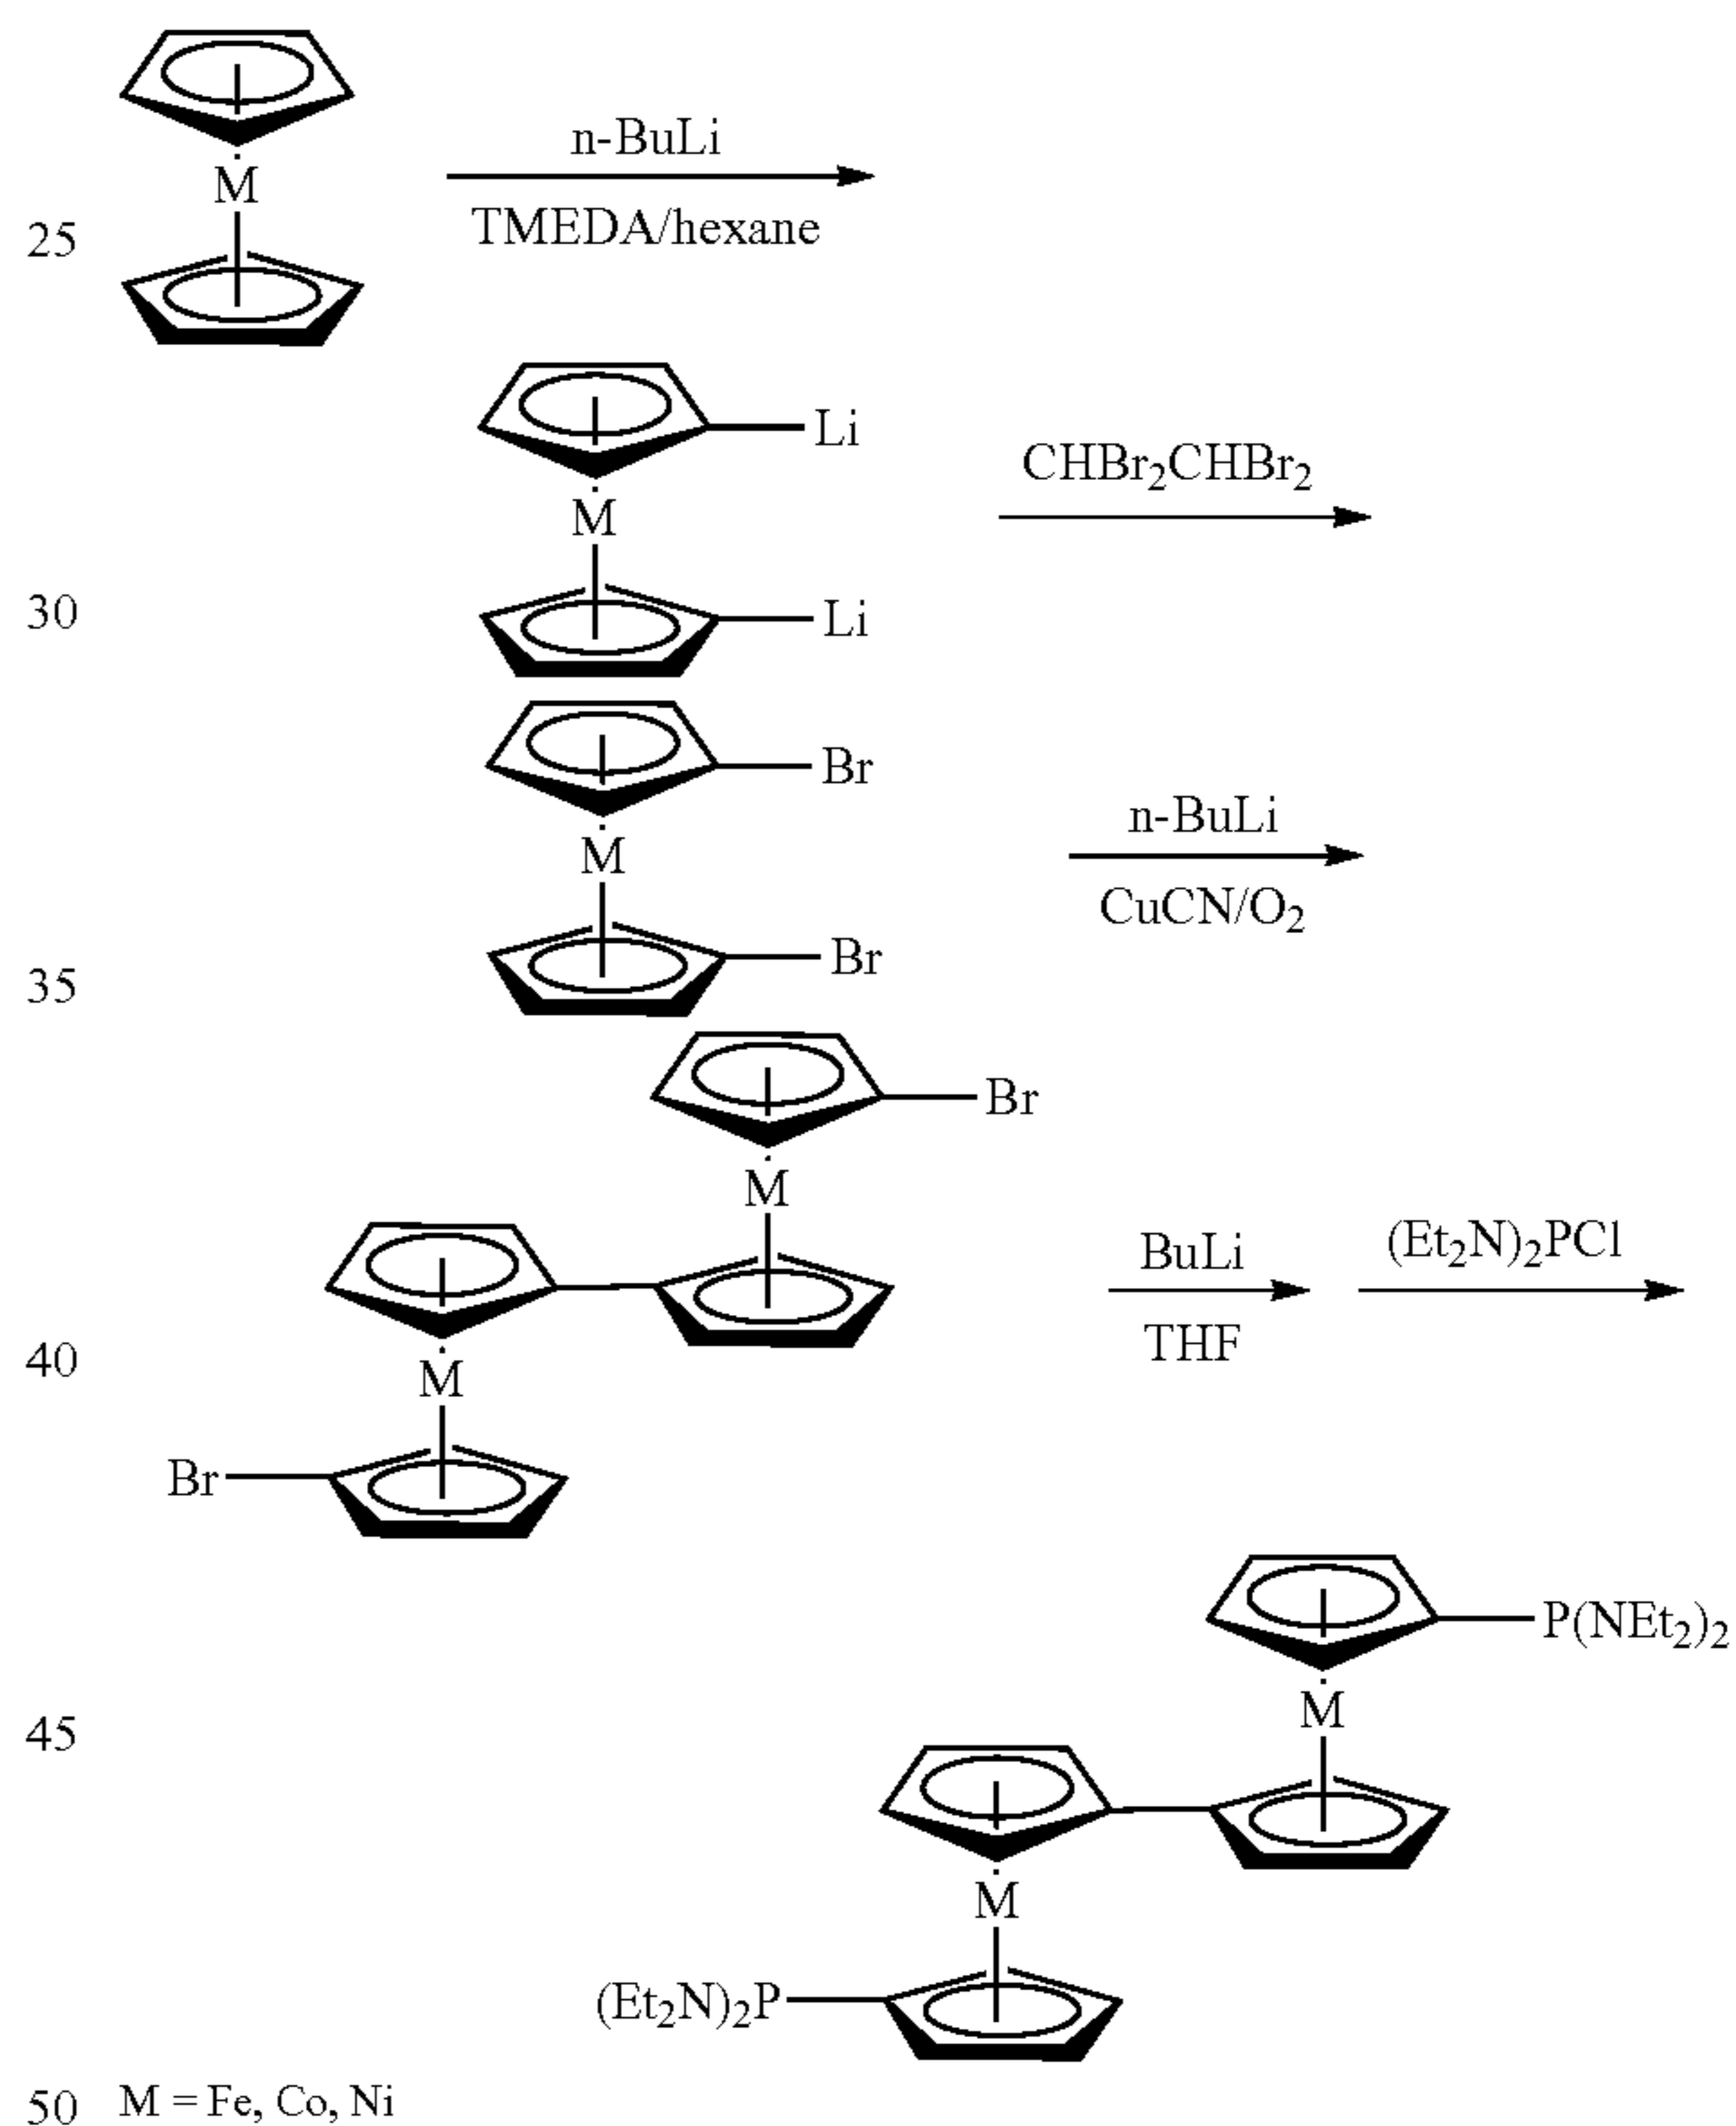 n-BuLi
M
25
TMEDA/hexane
Li
CHBr₂CHBr₂
M
30
Li
Br
n-BuLi
M
CuCN/O₂
Br
35
Br
M
BuLi
(Et₂N)₂PCl
THF
40
M
Br
P(NEt₂)₂
M
45
M
(Et₂N)₂P
50 M = Fe, Co, Ni